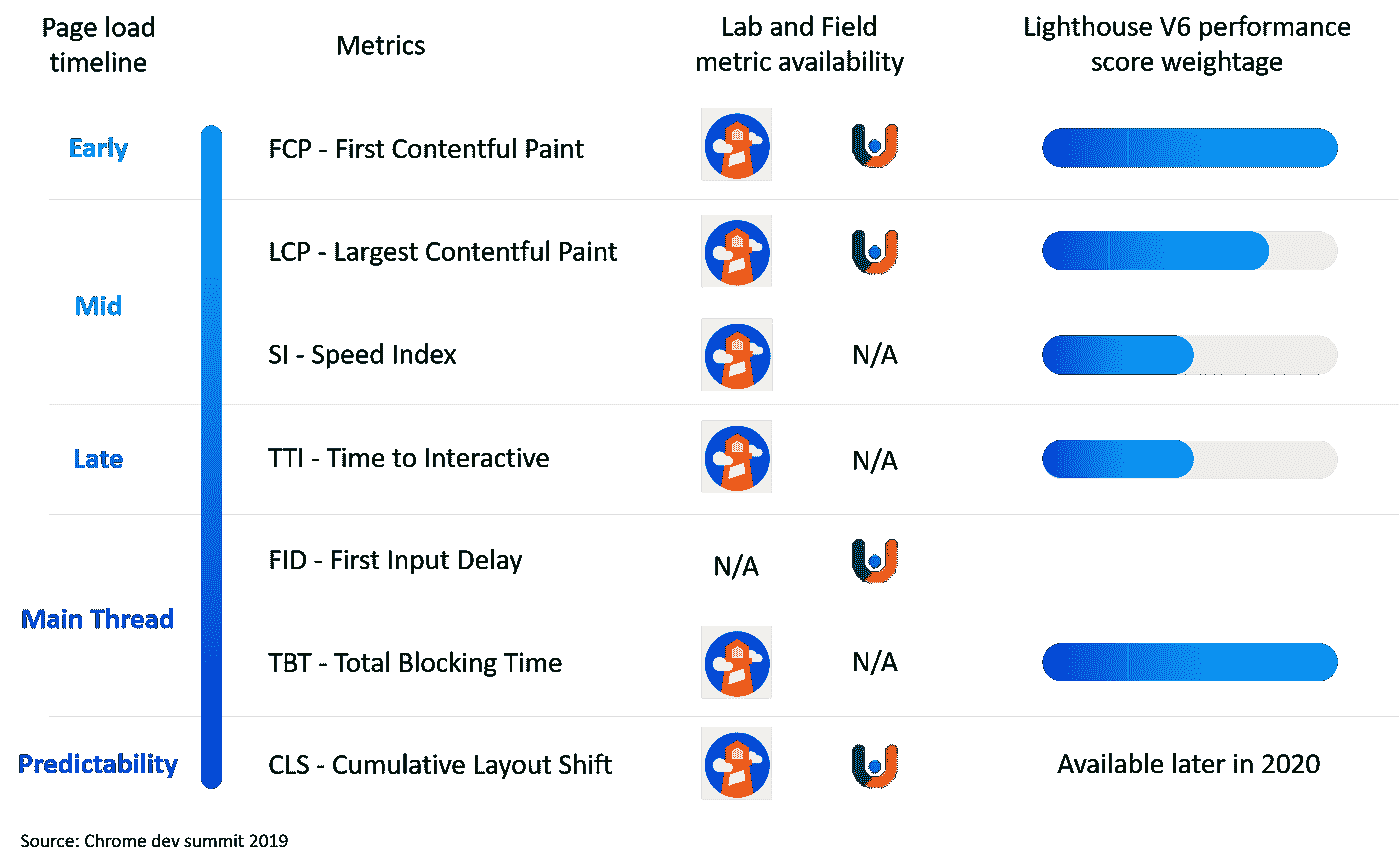 Page load
timeline
Metrics
Lab and Field
metric availability
Lighthouse V6 performance
score weightage
Early
FCP - First Contentful Paint
Mid
LCP - Largest Contentful Paint
SI - Speed Index
N/A
Late
TTI - Time to Interactive
N/A
Main Thread
FID - First Input Delay
N/A
TBT - Total Blocking Time
N/A
Predictability
CLS - Cumulative Layout Shift
Available later in 2020
Source: Chrome dev summit 2019